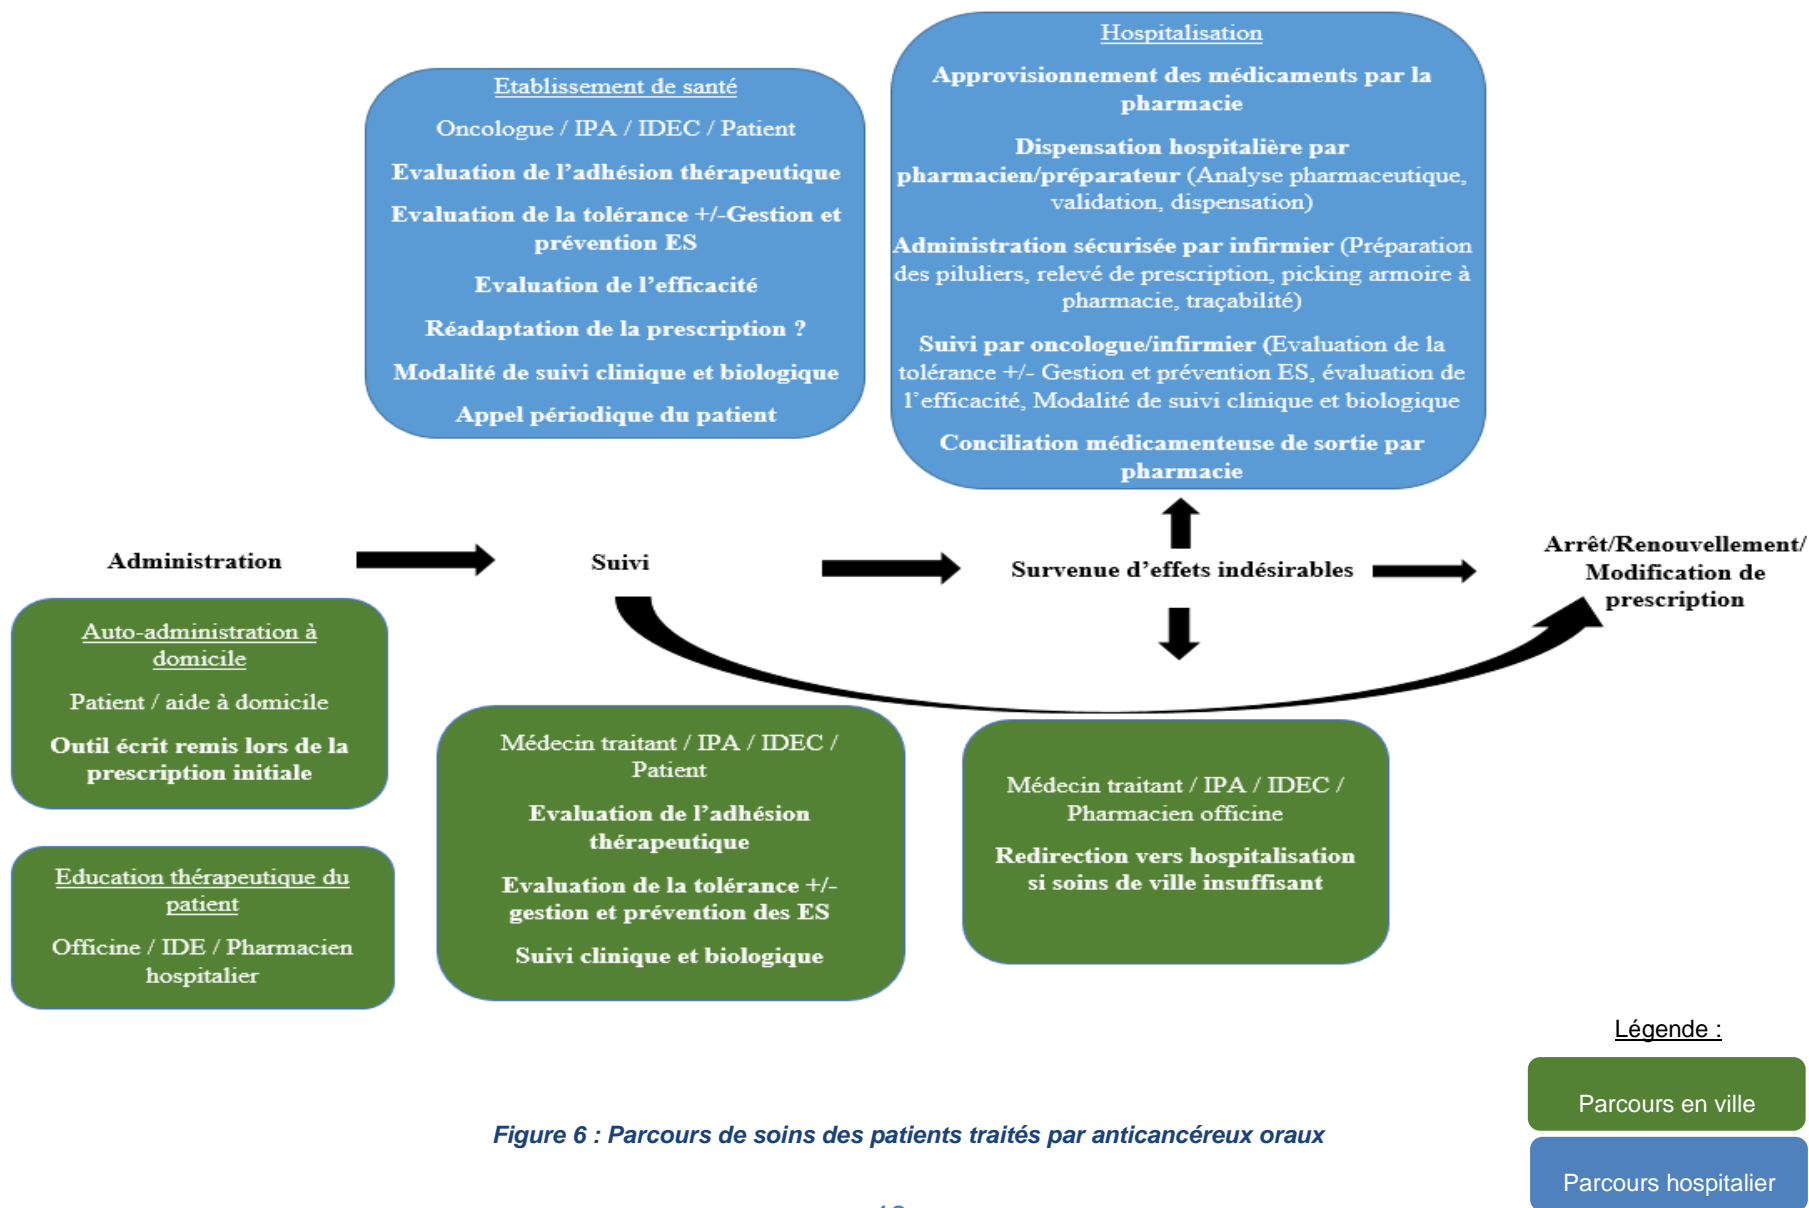 Etablissement de santé
Oncologue / IPA / IDEC / Patient
Evaluation de l’adhésion thérapeutique
Evaluation de la tolérance +/-Gestion et
prévention ES
Evaluation de l’efficacité
Réadaptation de la prescription ?
Modalité de suivi clinique et biologique
Appel périodique du patient
Hospitalisation
Approvisionnement des médicaments par la
pharmacie
Dispensation hospitalière par
pharmacien/préparateur (Analyse pharmaceutique,
validation, dispensation)
Administration sécurisée par infirmier (Préparation
des piluliers, relevé de prescription, picking armoire à
pharmacie, traçabilité)
Suivi par oncologue/infirmier (Evaluation de la
tolérance +/- Gestion et prévention ES, évaluation de
l’efficacité, Modalité de suivi clinique et biologique
Conciliation médicamenteuse de sortie par
pharmacie
Administration
Suivi
Survenue d’effets indésirables
Arrêt/Renouvellement/
Modification de
prescription
Auto-administration à
domicile
Patient / aide à domicile
Outil écrit remis lors de la
prescription initiale
Education thérapeutique du
patient
Officine / IDE / Pharmacien
hospitalier
Médecin traitant / IPA / IDEC /
Patient
Evaluation de l’adhésion
thérapeutique
Evaluation de la tolérance +/-
gestion et prévention des ES
Suivi clinique et biologique
Médecin traitant / IPA / IDEC /
Pharmacien officine
Redirection vers hospitalisation
si soins de ville insuffisant
Légende :
Parcours en ville
Parcours hospitalier
Figure 6 : Parcours de soins des patients traités par anticancéreux oraux